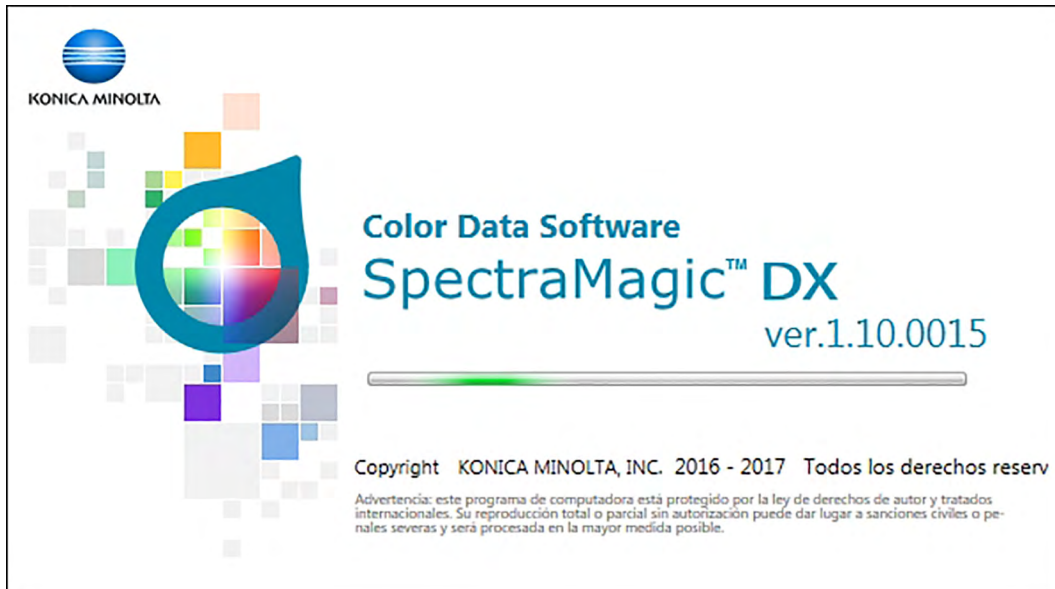 KONICA MINOLTA
Color Data Software
SpectraMagic™ DX
ver.1.10.0015
Copyright KONICA MINOLTA, INC. 2016 - 2017 Todos los derechos reserv
Advertencia: este programa de computadora está protegido por la ley de derechos de autor y tratados
internacionales. Su reproducción total o parcial sin autorización puede dar lugar a sanciones civiles o pe-
nales severas y será procesada en la mayor medida posible.